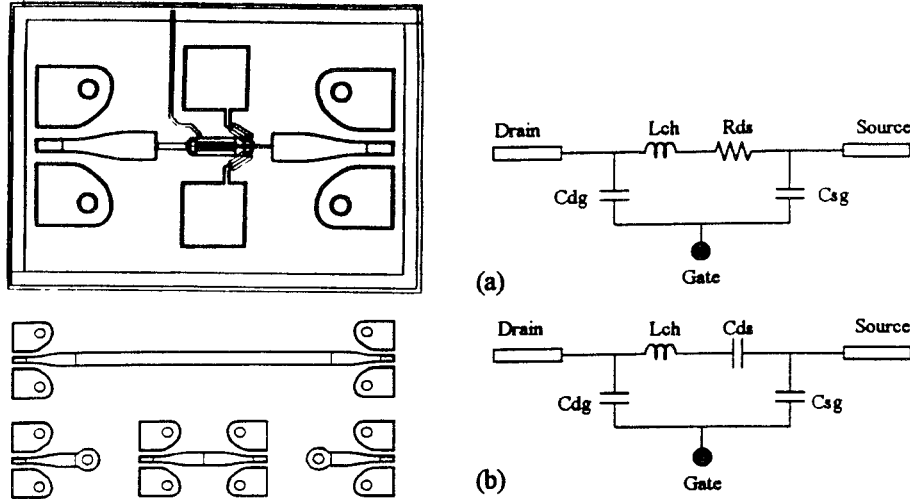 Drain
Lch
Rds
Source
Cdg
Csg
Gate
(a)
Drain
Lch
Cds
Source
Cdg
Csg
Gate
(b)